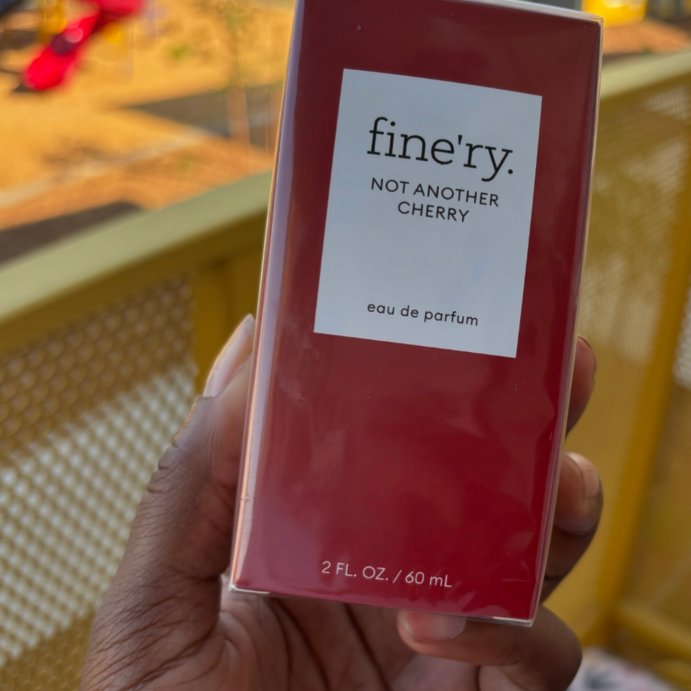 fine'ry.
NOT ANOTHER
CHERRY
eau de parfum
2 FL. OZ. / 60 mL